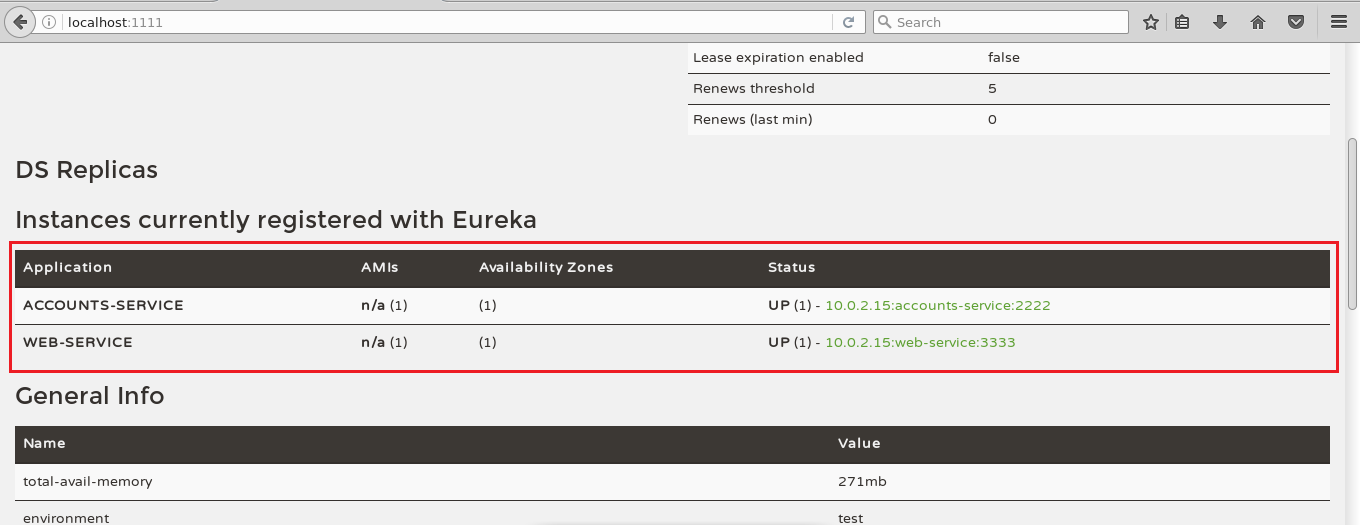 localhost:1111
Search
Lease expiration enabled false
Renews threshold 5
Renews (last min) 0
DS Replicas
Instances currently registered with Eureka
Application AMIs Availability Zones Status
ACCOUNTS-SERVICE n/a (1) (1) UP (1) - 10.0.2.15:accounts-service:2222
WEB-SERVICE n/a (1) (1) UP (1) - 10.0.2.15:web-service:3333
General Info
Name Value
total-avail-memory 271mb
environment test